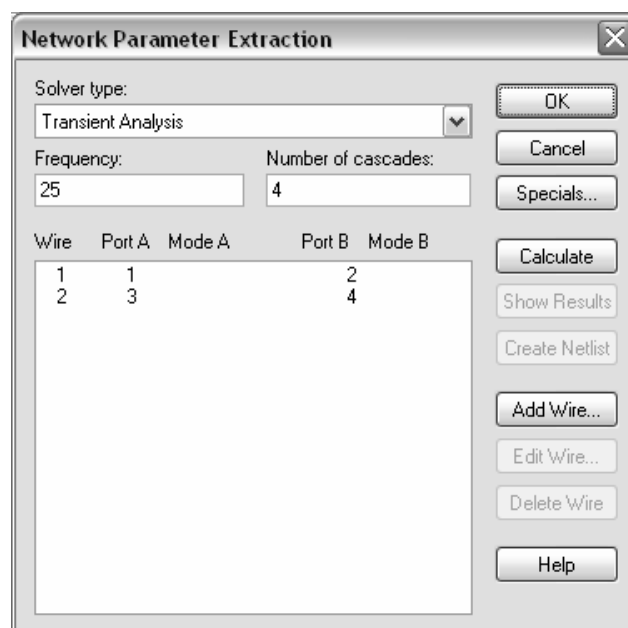 Network Parameter Extraction
Solver type:
Transient Analysis
Frequency: Number of cascades:
25 4
Wire Port A Mode A Port B Mode B
1 1 2
2 3 4
OK
Cancel
Specials...
Calculate
Show Results
Create Netlist
Add Wire...
Edit Wire...
Delete Wire
Help